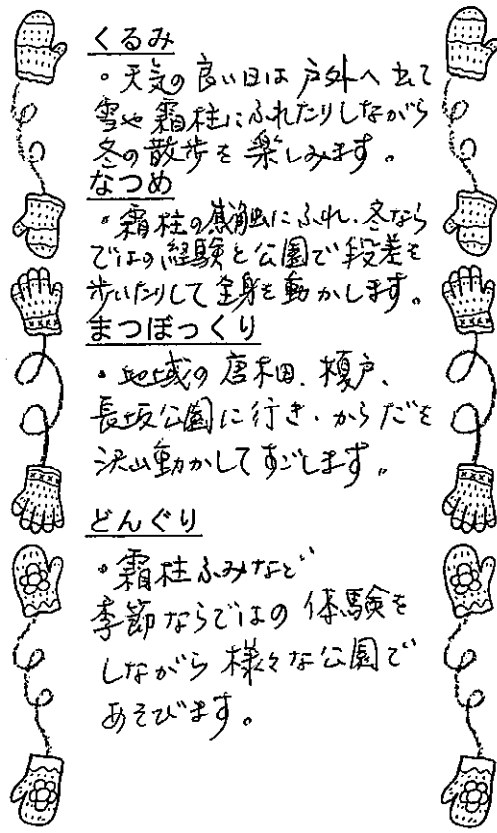 くるみ
・天気の良い日は戸外へ出て
雪や霜柱にふれたりしながら
冬の散歩を楽しみます。
なつめ
・霜柱の感触にふれ、冬なら
ではの経験と公園で段差を
歩いたりして全身を動かします。
まつぼっくり
・地域の唐木田、榎戸、
長坂公園に行き、からだを
沢山動かしてすごします。
どんぐり
・霜柱ふみなど
季節ならではの体験を
しながら様々な公園で
あそびます。